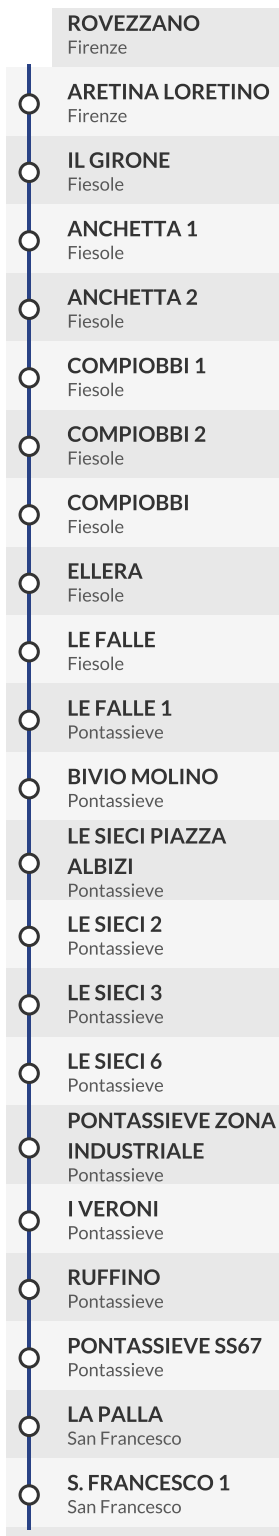 ROVEZZANO
Firenze
ARETINA LORETINO
Firenze
IL GIRONE
Fiesole
ANCHETTA 1
Fiesole
ANCHETTA 2
Fiesole
COMPIOBBI 1
Fiesole
COMPIOBBI 2
Fiesole
COMPIOBBI
Fiesole
ELLERA
Fiesole
LE FALLE
Fiesole
LE FALLE 1
Pontassieve
BIVIO MOLINO
Pontassieve
LE SIECI PIAZZA
ALBIZI
Pontassieve
LE SIECI 2
Pontassieve
LE SIECI 3
Pontassieve
LE SIECI 6
Pontassieve
PONTASSIEVE ZONA
INDUSTRIALE
Pontassieve
I VERONI
Pontassieve
RUFFINO
Pontassieve
PONTASSIEVE SS67
Pontassieve
LA PALLA
San Francesco
S. FRANCESCO 1
San Francesco